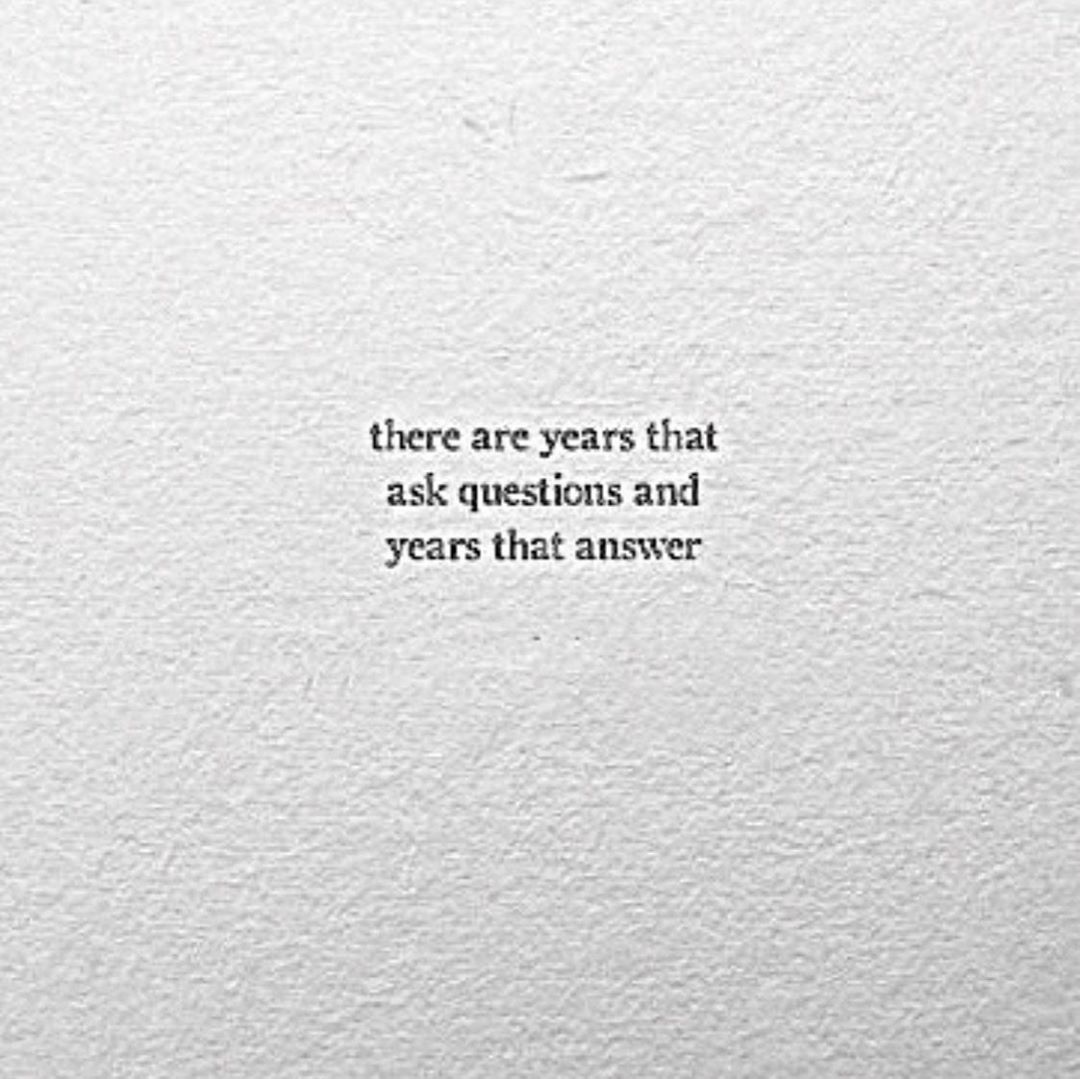 there are years that
ask questions and
years that answer